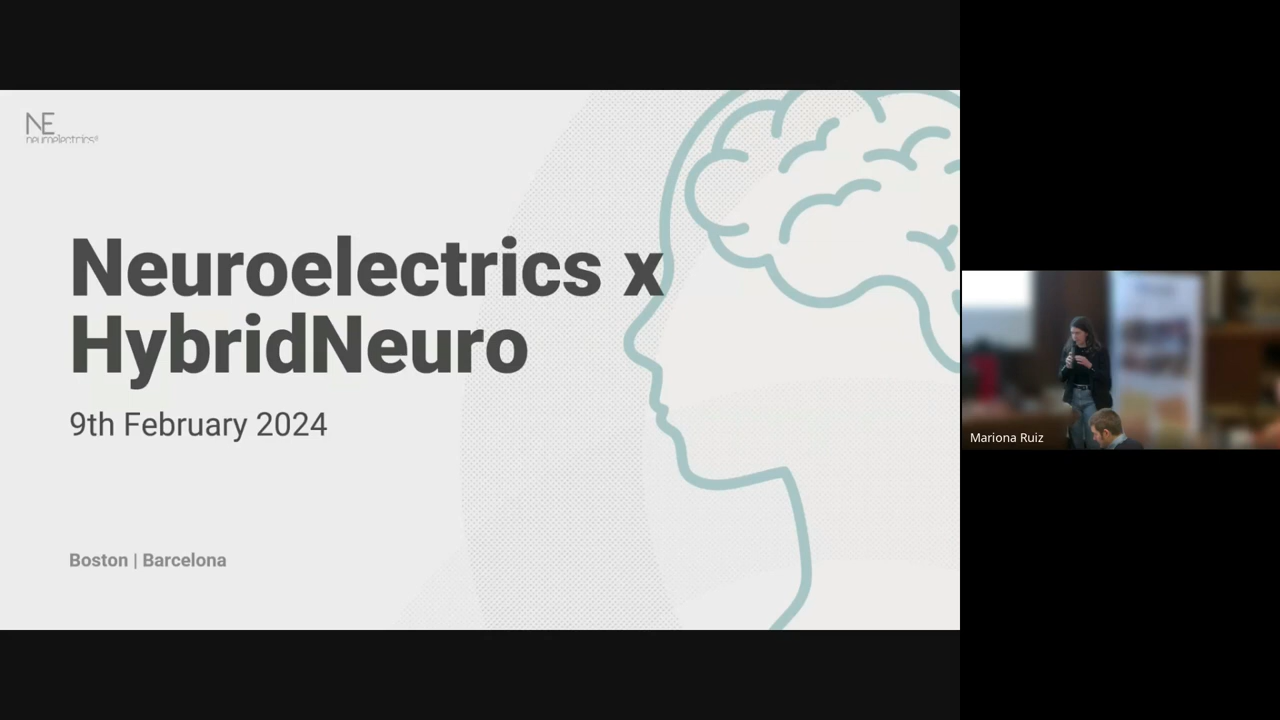 NE
neuroelectrics®
Neuroelectrics x
HybridNeuro
9th February 2024
Boston | Barcelona
Mariona Ruiz